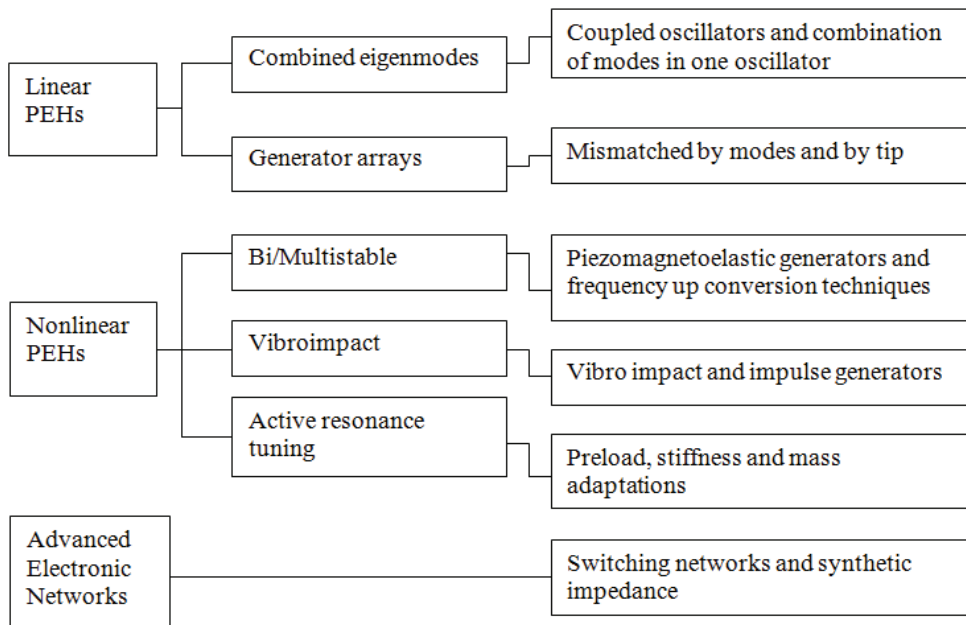 Linear
PEHs
Combined eigenmodes
Coupled oscillators and combination
of modes in one oscillator
Generator arrays
Mismatched by modes and by tip
Nonlinear
PEHs
Bi/Multistable
Piezomagnetoelastic generators and
frequency up conversion techniques
Vibroimpact
Vibro impact and impulse generators
Active resonance
tuning
Preload, stiffness and mass
adaptations
Advanced
Electronic
Networks
Switching networks and synthetic
impedance